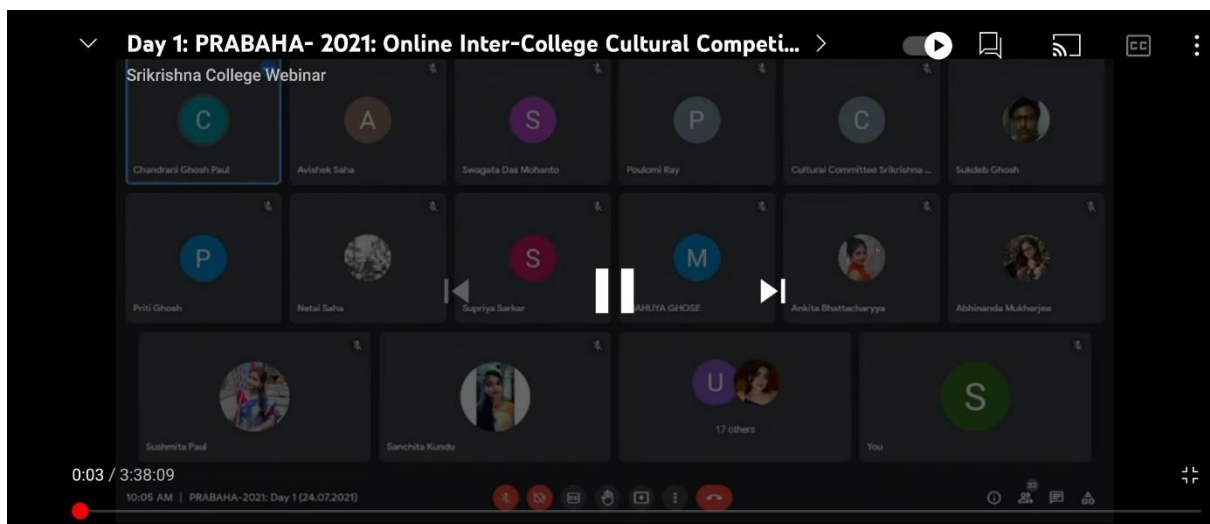 Day 1: PRABAHA- 2021: Online Inter-College Cultural Competi...
CC
Srikrishna College Webinar
C
A
S
P
C
Chandrani Ghosh Paul
Avishek Saha
Swagata Das Mohanto
Poulomi Ray
Cultural Committee Srikrishna ...
Sukdeb Ghosh
P
S
M
Priti Ghosh
Netai Saha
Supriya Sarkar
AHUYA GHOSE
Ankita Bhattacharyya
Abhinanda Mukherjee
U
S
17 others
Sushmita Paul
Sanchita Kundu
You
0:03 / 3:38:09
10:05 AM | PRABAHA-2021: Day 1 (24.07.2021)
32